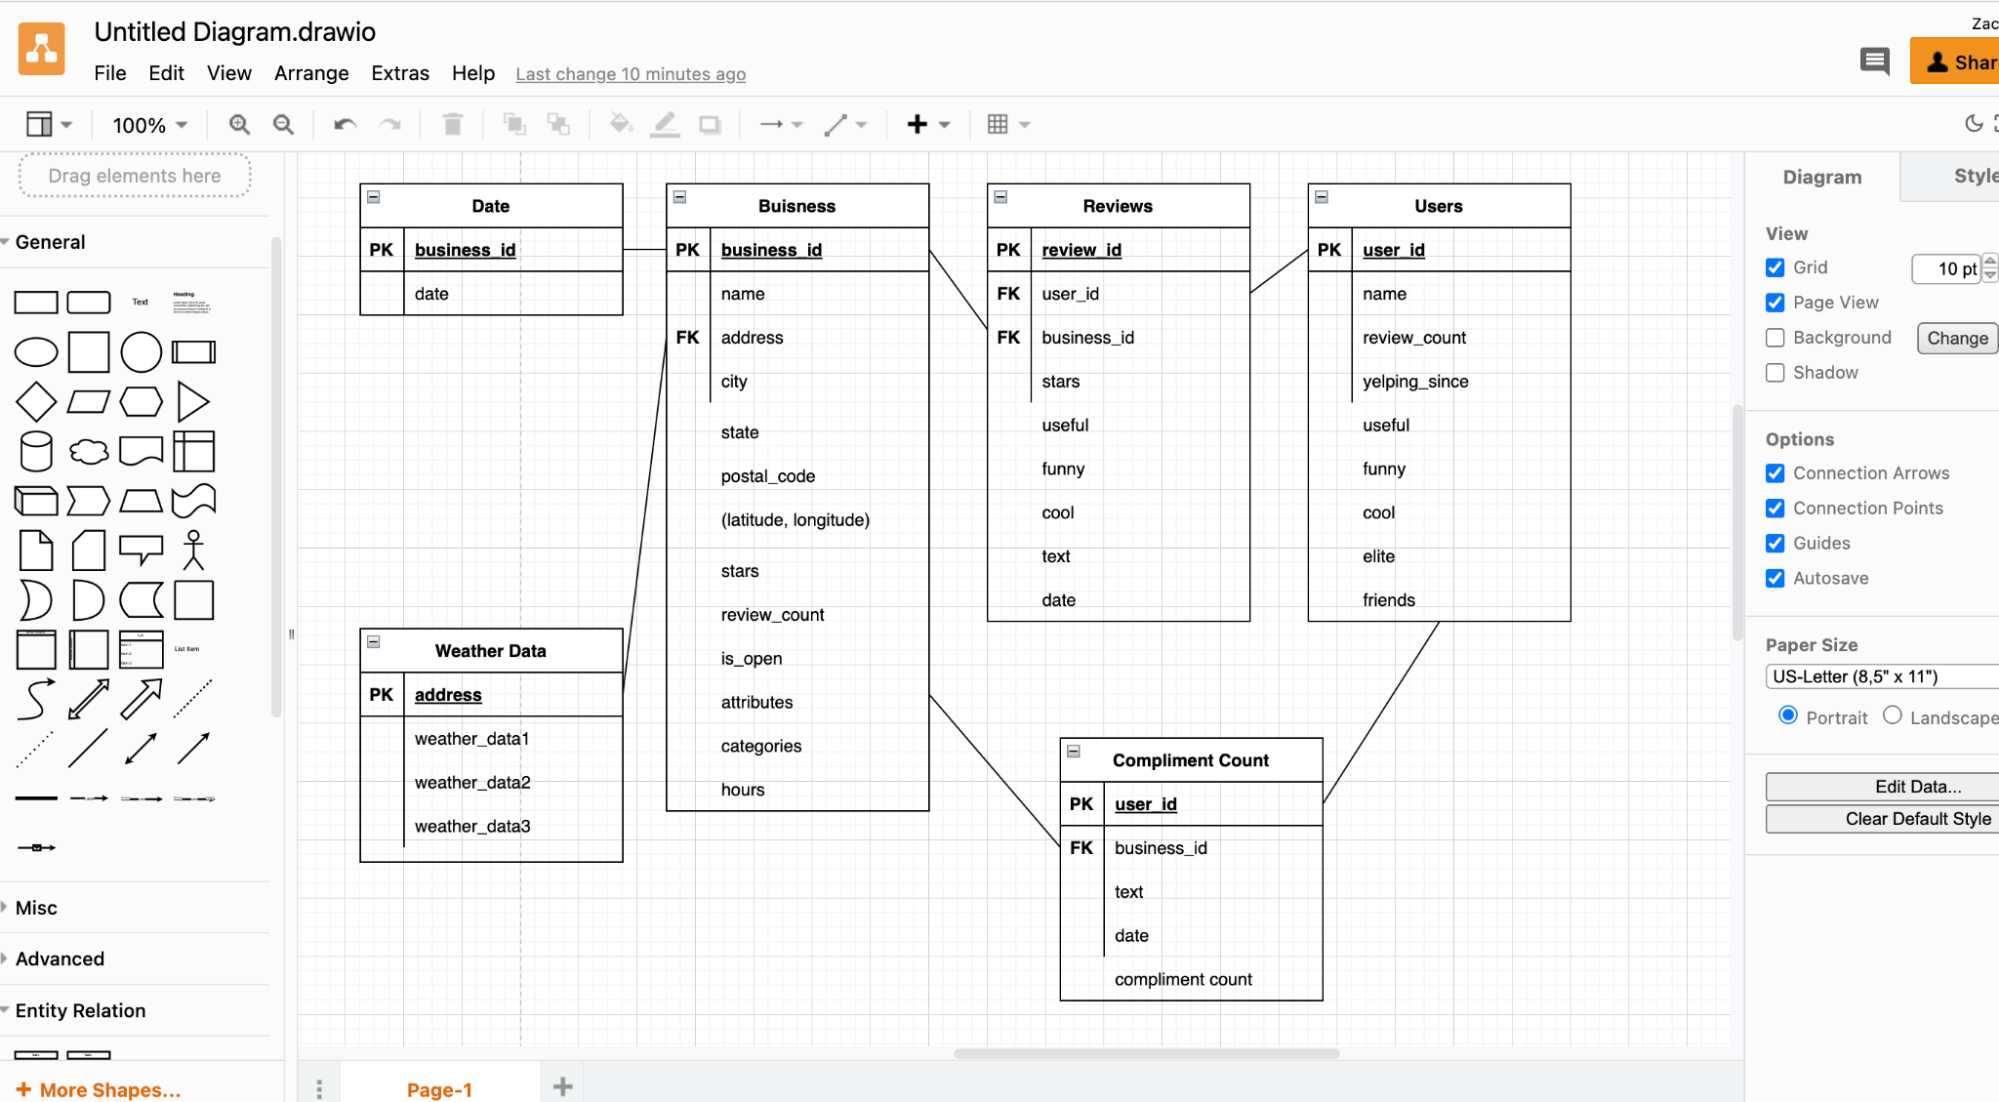 Untitled Diagram.drawio
Zac
File Edit View Arrange Extras Help Last change 10 minutes ago
Shar
100%
Drag elements here
General
Text
Heading
List Item
Misc
Advanced
Entity Relation
+ More Shapes...
Date
PK business_id
date
Buisness
PK business_id
name
FK address
city
state
postal_code
(latitude, longitude)
stars
review_count
is_open
attributes
categories
hours
Reviews
PK review_id
FK user_id
FK business_id
stars
useful
funny
cool
text
date
Users
PK user_id
name
review_count
yelping_since
useful
funny
cool
elite
friends
Weather Data
PK address
weather_data1
weather_data2
weather_data3
Compliment Count
PK user_id
FK business_id
text
date
compliment count
Page-1
Diagram Style
View
Grid 10 pt
Page View
Background Change
Shadow
Options
Connection Arrows
Connection Points
Guides
Autosave
Paper Size
US-Letter (8,5" x 11")
Portrait Landscape
Edit Data...
Clear Default Style